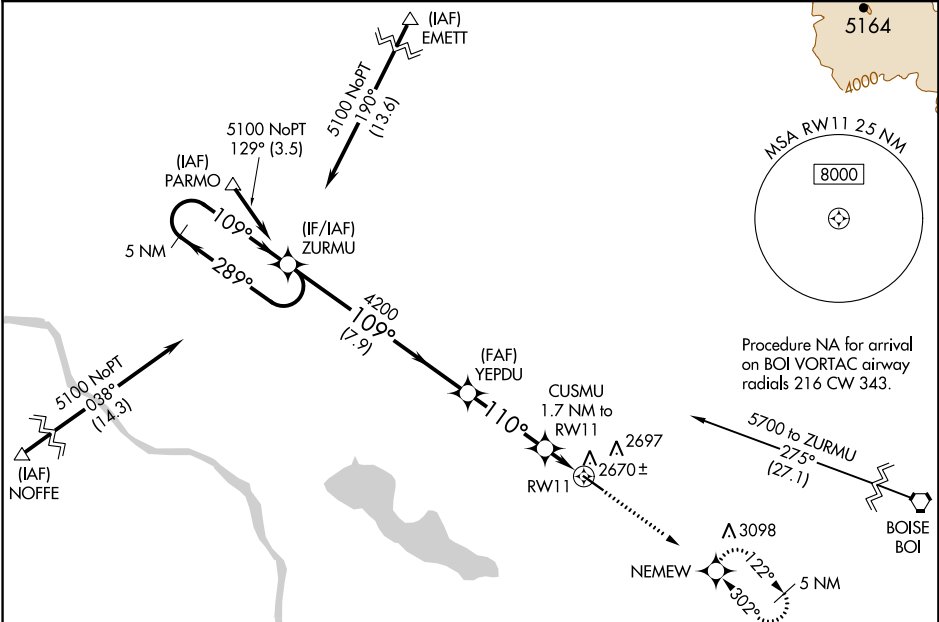 (IAF)
EMETT
5164
4000
5100 NoPT
190°
(13.6)
MSA RW11 25 NM
8000
5100 NoPT
129° (3.5)
(IAF)
PARMO
109°
5 NM
289°
(IF/IAF)
ZURMU
4200
109°
(7.9)
Procedure NA for arrival
on BOI VORTAC airway
radials 216 CW 343.
5100 NoPT
038°
(14.3)
(IAF)
NOFFE
(FAF)
YEPDU
110°
CUSMU
1.7 NM to
RW11
2697
2670±
RW11
5700 to ZURMU
275°
(27.1)
BOISE
BOI
3098
NEMEW
122°
5 NM
302°